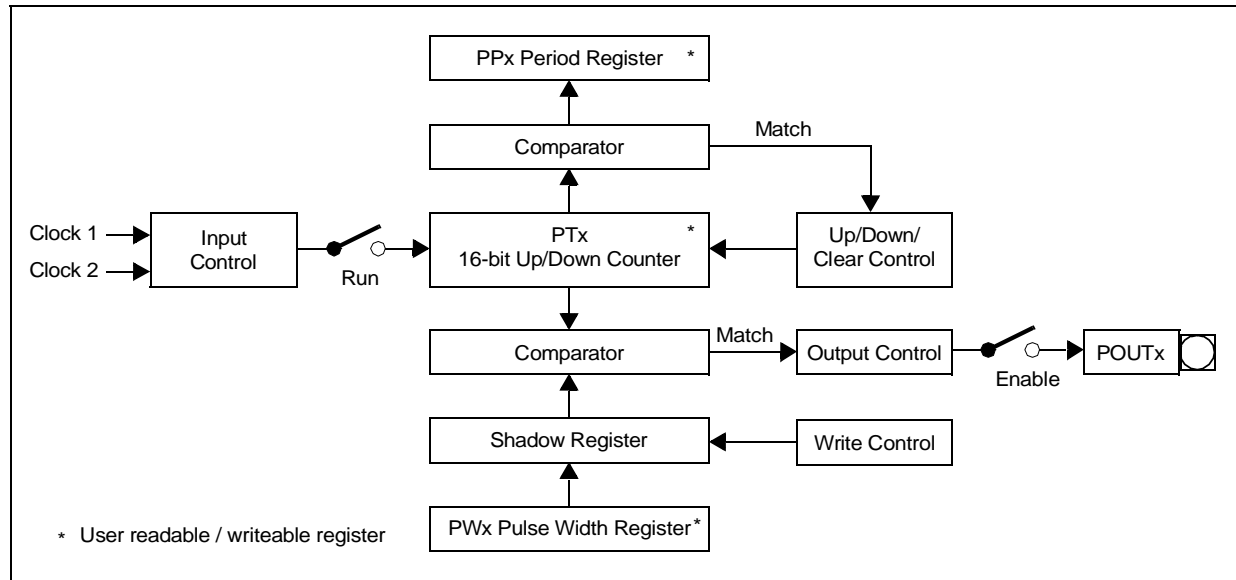 PPx Period Register *
Comparator
Match
Clock 1
Clock 2
Input
Control
Run
PTx *
16-bit Up/Down Counter
Up/Down/
Clear Control
Comparator
Match
Output Control
Enable
POUTx
Shadow Register
Write Control
PWx Pulse Width Register*
* User readable / writeable register